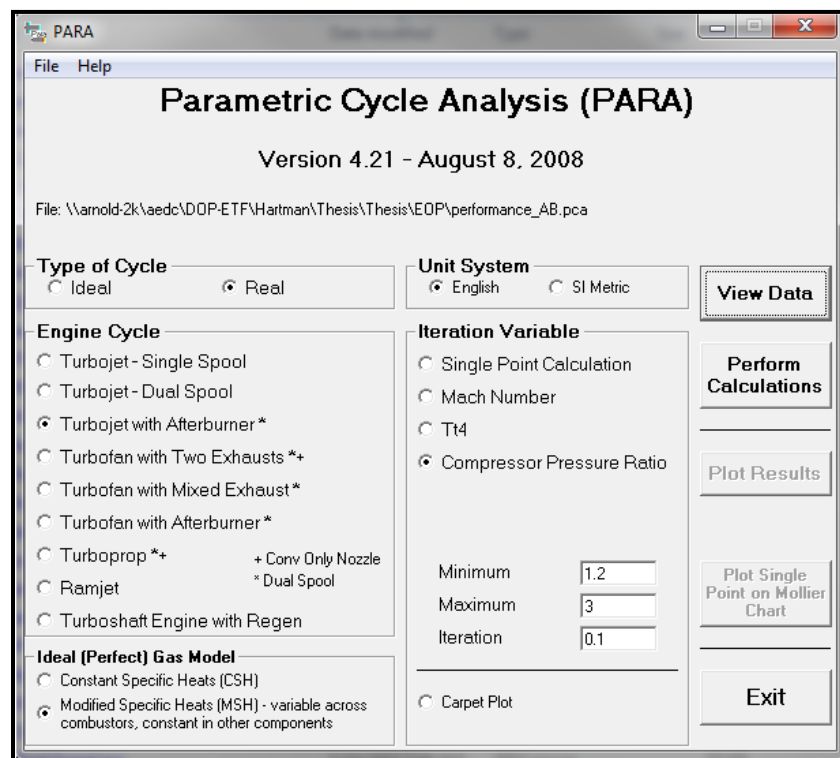 PARA
File Help
Parametric Cycle Analysis (PARA)
Version 4.21 - August 8, 2008
File: \\arnold-2k\aedc\DOP-ETF\Hartman\Thesis\Thesis\EOP\performance_AB.pca
Type of Cycle
Ideal Real
Unit System
English SI Metric
Engine Cycle
Turbojet - Single Spool
Turbojet - Dual Spool
Turbojet with Afterburner *
Turbofan with Two Exhausts *+
Turbofan with Mixed Exhaust *
Turbofan with Afterburner *
Turboprop *+
+ Conv Only Nozzle
* Dual Spool
Ramjet
Turboshaft Engine with Regen
Ideal (Perfect) Gas Model
Constant Specific Heats (CSH)
Modified Specific Heats (MSH) - variable across
combustors, constant in other components
Iteration Variable
Single Point Calculation
Mach Number
Tt4
Compressor Pressure Ratio
Minimum 1.2
Maximum 3
Iteration 0.1
Carpet Plot
View Data
Perform
Calculations
Plot Results
Plot Single
Point on Mollier
Chart
Exit